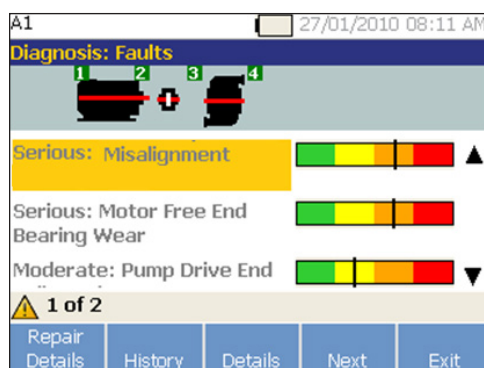 A1 27/01/2010 08:11 AM
Diagnosis: Faults
1 2 3 4
Serious: Misalignment
Serious: Motor Free End
Bearing Wear
Moderate: Pump Drive End
1 of 2
Repair
Details History Details Next Exit